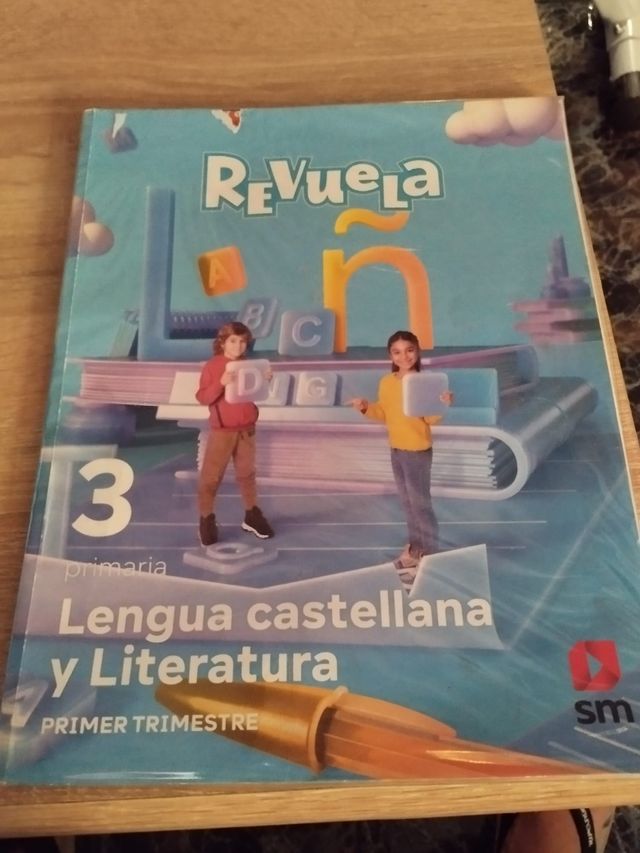 REVUELA
L
ñ
A
B C
D I G
3
primaria
Lengua castellana
y Literatura
PRIMER TRIMESTRE
sm